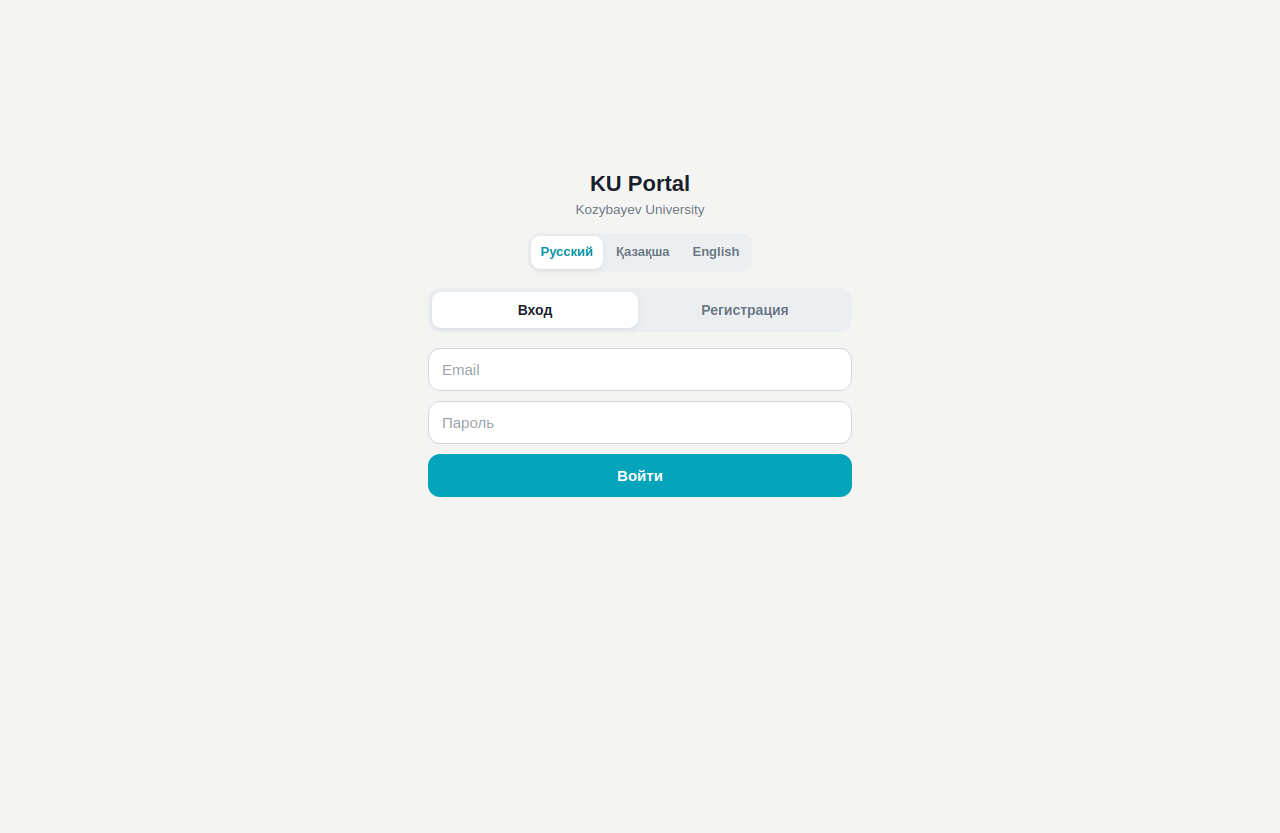 KU Portal
Kozybayev University
Русский Қазақша English
Вход Регистрация
Email
Пароль
Войти